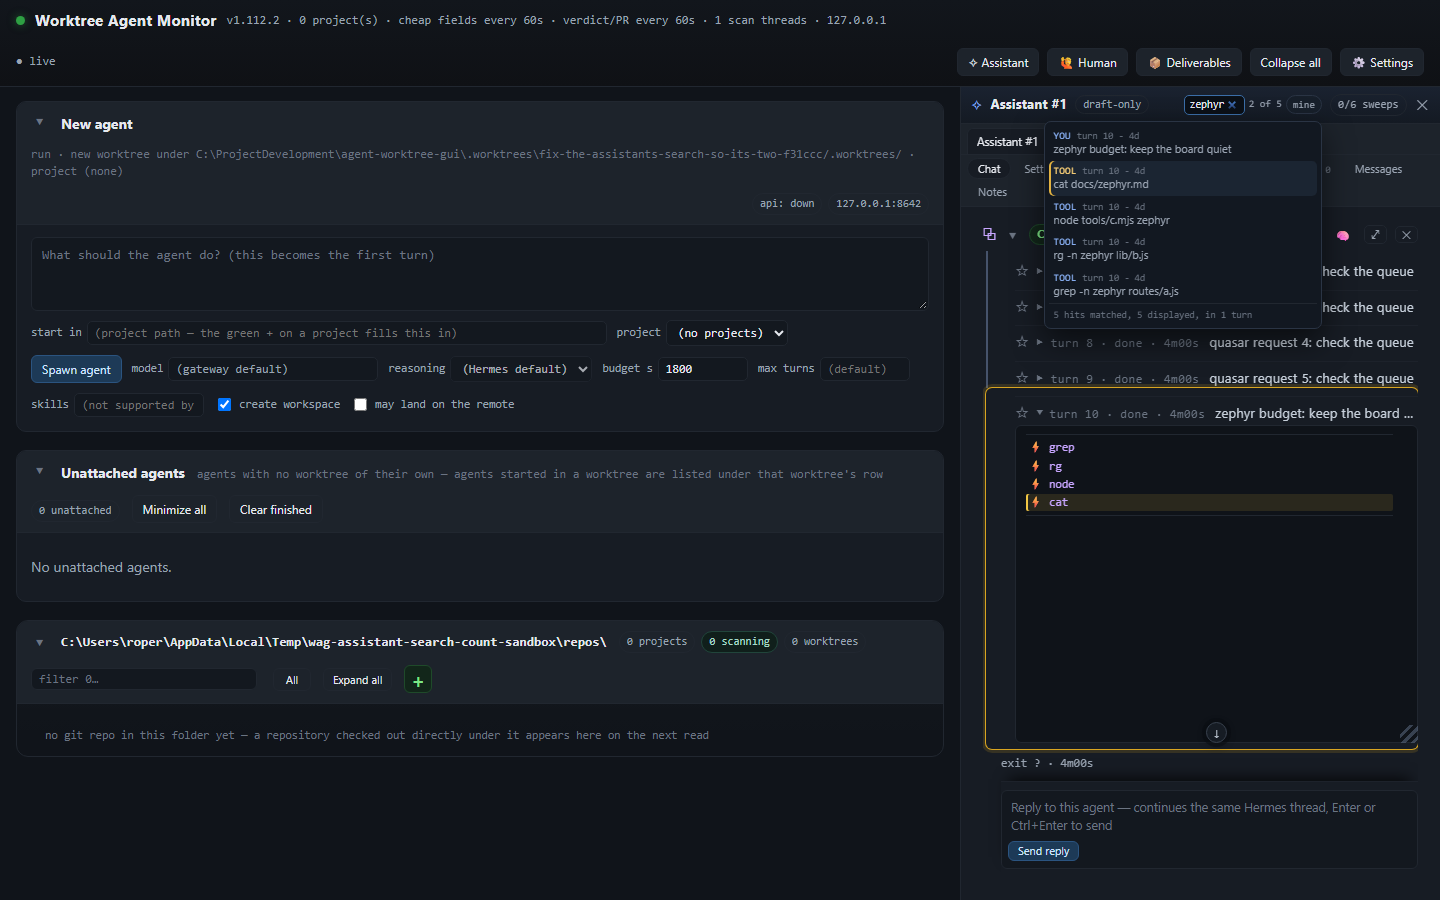 Worktree Agent Monitor v1.112.2 · 0 project(s) · cheap fields every 60s · verdict/PR every 60s · 1 scan threads · 127.0.0.1
live
Assistant
Human
Deliverables
Collapse all
Settings
New agent
run · new worktree under C:\ProjectDevelopment\agent-worktree-gui\.worktrees\fix-the-assistants-search-so-its-two-f31ccc/.worktrees/ ·
project (none)
api: down 127.0.0.1:8642
What should the agent do? (this becomes the first turn)
start in (project path — the green + on a project fills this in) project (no projects)
Spawn agent model (gateway default) reasoning (Hermes default) budget s 1800 max turns (default)
skills (not supported by create workspace may land on the remote
Unattached agents agents with no worktree of their own — agents started in a worktree are listed under that worktree's row
0 unattached Minimize all Clear finished
No unattached agents.
C:\Users\roper\AppData\Local\Temp\wag-assistant-search-count-sandbox\repos\ 0 projects 0 scanning 0 worktrees
filter 0… All Expand all +
no git repo in this folder yet — a repository checked out directly under it appears here on the next read
Assistant #1 draft-only zephyr × 2 of 5 mine 0/6 sweeps
Assistant #1
Chat Sett 0 Messages
Notes
YOU turn 10 - 4d
zephyr budget: keep the board quiet
TOOL turn 10 - 4d
cat docs/zephyr.md
TOOL turn 10 - 4d
node tools/c.mjs zephyr
TOOL turn 10 - 4d
rg -n zephyr lib/b.js
TOOL turn 10 - 4d
grep -n zephyr routes/a.js
5 hits matched, 5 displayed, in 1 turn
heck the queue
check the queue
turn 8 · done · 4m00s quasar request 4: check the queue
turn 9 · done · 4m00s quasar request 5: check the queue
turn 10 · done · 4m00s zephyr budget: keep the board ...
grep
rg
node
cat
exit ? · 4m00s
Reply to this agent — continues the same Hermes thread, Enter or
Ctrl+Enter to send
Send reply